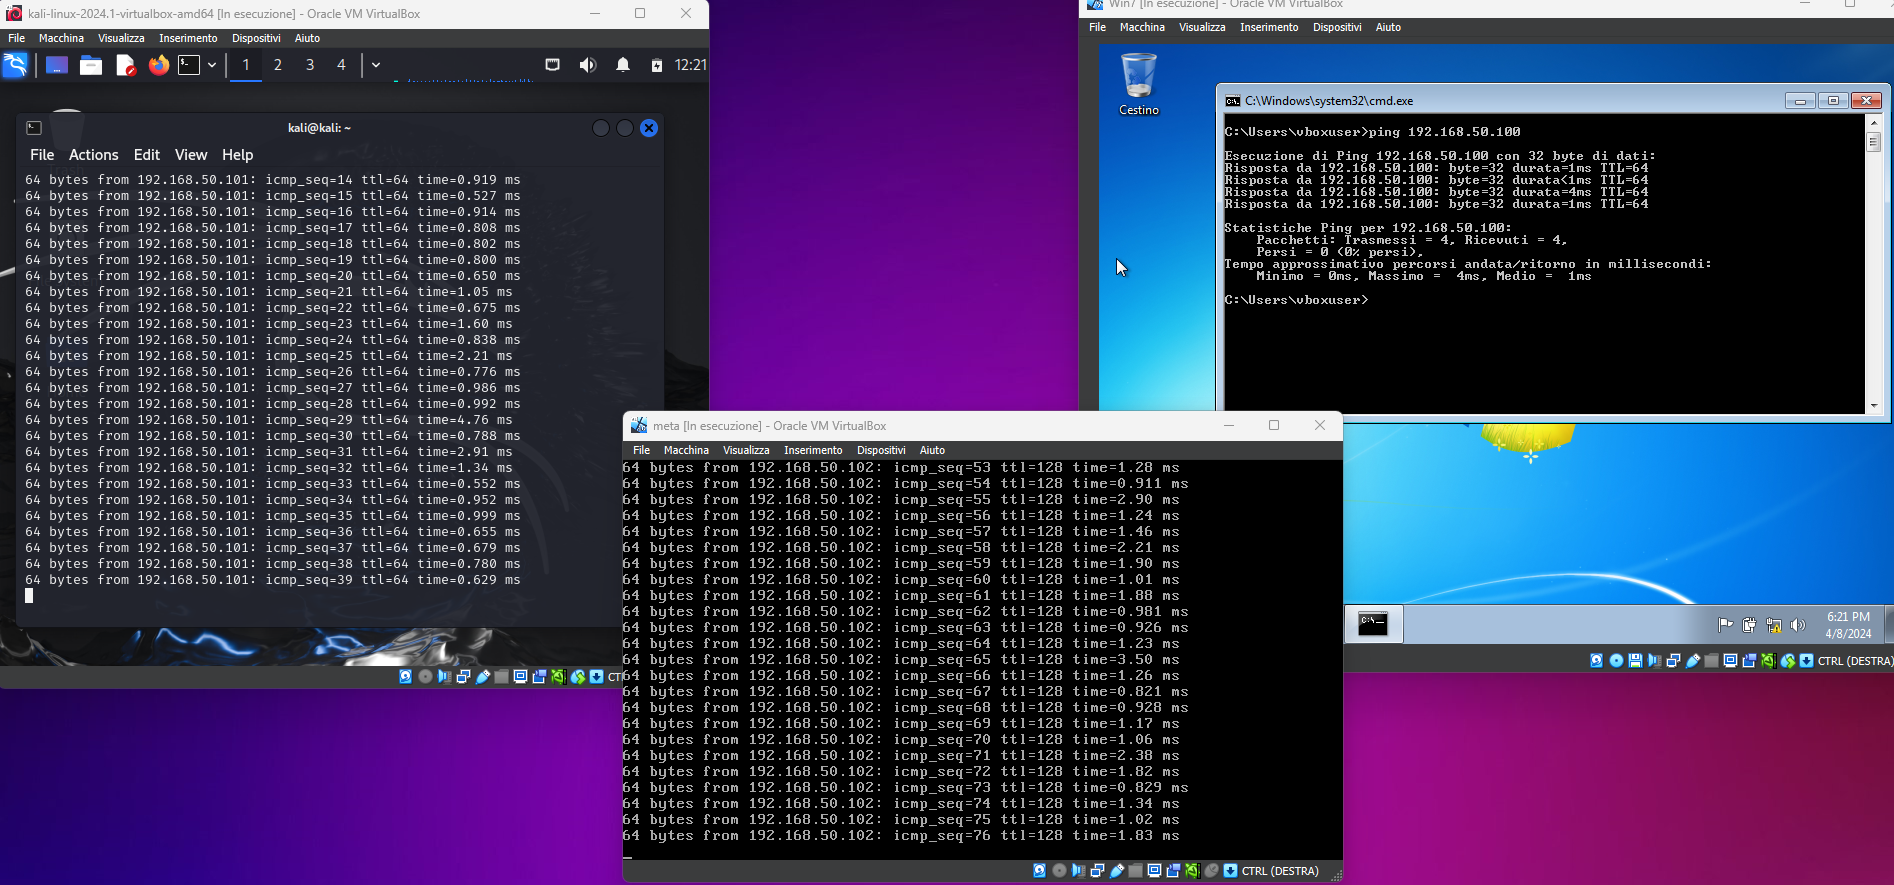 kali-linux-2024.1-virtualbox-amd64 [In esecuzione] - Oracle VM VirtualBox
File Macchina Visualizza Inserimento Dispositivi Aiuto
1 2 3 4 12:21
kali@kali: ~
File Actions Edit View Help
64 bytes from 192.168.50.101: icmp_seq=14 ttl=64 time=0.919 ms
64 bytes from 192.168.50.101: icmp_seq=15 ttl=64 time=0.527 ms
64 bytes from 192.168.50.101: icmp_seq=16 ttl=64 time=0.914 ms
64 bytes from 192.168.50.101: icmp_seq=17 ttl=64 time=0.808 ms
64 bytes from 192.168.50.101: icmp_seq=18 ttl=64 time=0.802 ms
64 bytes from 192.168.50.101: icmp_seq=19 ttl=64 time=0.800 ms
64 bytes from 192.168.50.101: icmp_seq=20 ttl=64 time=0.650 ms
64 bytes from 192.168.50.101: icmp_seq=21 ttl=64 time=1.05 ms
64 bytes from 192.168.50.101: icmp_seq=22 ttl=64 time=0.675 ms
64 bytes from 192.168.50.101: icmp_seq=23 ttl=64 time=1.60 ms
64 bytes from 192.168.50.101: icmp_seq=24 ttl=64 time=0.838 ms
64 bytes from 192.168.50.101: icmp_seq=25 ttl=64 time=2.21 ms
64 bytes from 192.168.50.101: icmp_seq=26 ttl=64 time=0.776 ms
64 bytes from 192.168.50.101: icmp_seq=27 ttl=64 time=0.986 ms
64 bytes from 192.168.50.101: icmp_seq=28 ttl=64 time=0.992 ms
64 bytes from 192.168.50.101: icmp_seq=29 ttl=64 time=4.76 ms
64 bytes from 192.168.50.101: icmp_seq=30 ttl=64 time=0.788 ms
64 bytes from 192.168.50.101: icmp_seq=31 ttl=64 time=2.91 ms
64 bytes from 192.168.50.101: icmp_seq=32 ttl=64 time=1.34 ms
64 bytes from 192.168.50.101: icmp_seq=33 ttl=64 time=0.552 ms
64 bytes from 192.168.50.101: icmp_seq=34 ttl=64 time=0.952 ms
64 bytes from 192.168.50.101: icmp_seq=35 ttl=64 time=0.999 ms
64 bytes from 192.168.50.101: icmp_seq=36 ttl=64 time=0.655 ms
64 bytes from 192.168.50.101: icmp_seq=37 ttl=64 time=0.679 ms
64 bytes from 192.168.50.101: icmp_seq=38 ttl=64 time=0.780 ms
64 bytes from 192.168.50.101: icmp_seq=39 ttl=64 time=0.629 ms
CT
Win7 [In esecuzione] - Oracle VM VirtualBox
File Macchina Visualizza Inserimento Dispositivi Aiuto
Cestino
C:\Windows\system32\cmd.exe
C:\Users\vboxuser>ping 192.168.50.100
Esecuzione di Ping 192.168.50.100 con 32 byte di dati:
Risposta da 192.168.50.100: byte=32 durata=1ms TTL=64
Risposta da 192.168.50.100: byte=32 durata<1ms TTL=64
Risposta da 192.168.50.100: byte=32 durata=4ms TTL=64
Risposta da 192.168.50.100: byte=32 durata=1ms TTL=64
Statistiche Ping per 192.168.50.100:
Pacchetti: Trasmessi = 4, Ricevuti = 4,
Persi = 0 (0% persi),
Tempo approssimativo percorsi andata/ritorno in millisecondi:
Minimo = 0ms, Massimo = 4ms, Medio = 1ms
C:\Users\vboxuser>
6:21 PM
4/8/2024
CTRL (DESTRA)
meta [In esecuzione] - Oracle VM VirtualBox
File Macchina Visualizza Inserimento Dispositivi Aiuto
64 bytes from 192.168.50.102: icmp_seq=53 ttl=128 time=1.28 ms
64 bytes from 192.168.50.102: icmp_seq=54 ttl=128 time=0.911 ms
64 bytes from 192.168.50.102: icmp_seq=55 ttl=128 time=2.90 ms
64 bytes from 192.168.50.102: icmp_seq=56 ttl=128 time=1.24 ms
64 bytes from 192.168.50.102: icmp_seq=57 ttl=128 time=1.46 ms
64 bytes from 192.168.50.102: icmp_seq=58 ttl=128 time=2.21 ms
64 bytes from 192.168.50.102: icmp_seq=59 ttl=128 time=1.90 ms
64 bytes from 192.168.50.102: icmp_seq=60 ttl=128 time=1.01 ms
64 bytes from 192.168.50.102: icmp_seq=61 ttl=128 time=1.88 ms
64 bytes from 192.168.50.102: icmp_seq=62 ttl=128 time=0.981 ms
64 bytes from 192.168.50.102: icmp_seq=63 ttl=128 time=0.926 ms
64 bytes from 192.168.50.102: icmp_seq=64 ttl=128 time=1.23 ms
64 bytes from 192.168.50.102: icmp_seq=65 ttl=128 time=3.50 ms
64 bytes from 192.168.50.102: icmp_seq=66 ttl=128 time=1.26 ms
64 bytes from 192.168.50.102: icmp_seq=67 ttl=128 time=0.821 ms
64 bytes from 192.168.50.102: icmp_seq=68 ttl=128 time=0.928 ms
64 bytes from 192.168.50.102: icmp_seq=69 ttl=128 time=1.17 ms
64 bytes from 192.168.50.102: icmp_seq=70 ttl=128 time=1.06 ms
64 bytes from 192.168.50.102: icmp_seq=71 ttl=128 time=2.38 ms
64 bytes from 192.168.50.102: icmp_seq=72 ttl=128 time=1.82 ms
64 bytes from 192.168.50.102: icmp_seq=73 ttl=128 time=0.829 ms
64 bytes from 192.168.50.102: icmp_seq=74 ttl=128 time=1.34 ms
64 bytes from 192.168.50.102: icmp_seq=75 ttl=128 time=1.02 ms
64 bytes from 192.168.50.102: icmp_seq=76 ttl=128 time=1.83 ms
CTRL (DESTRA)